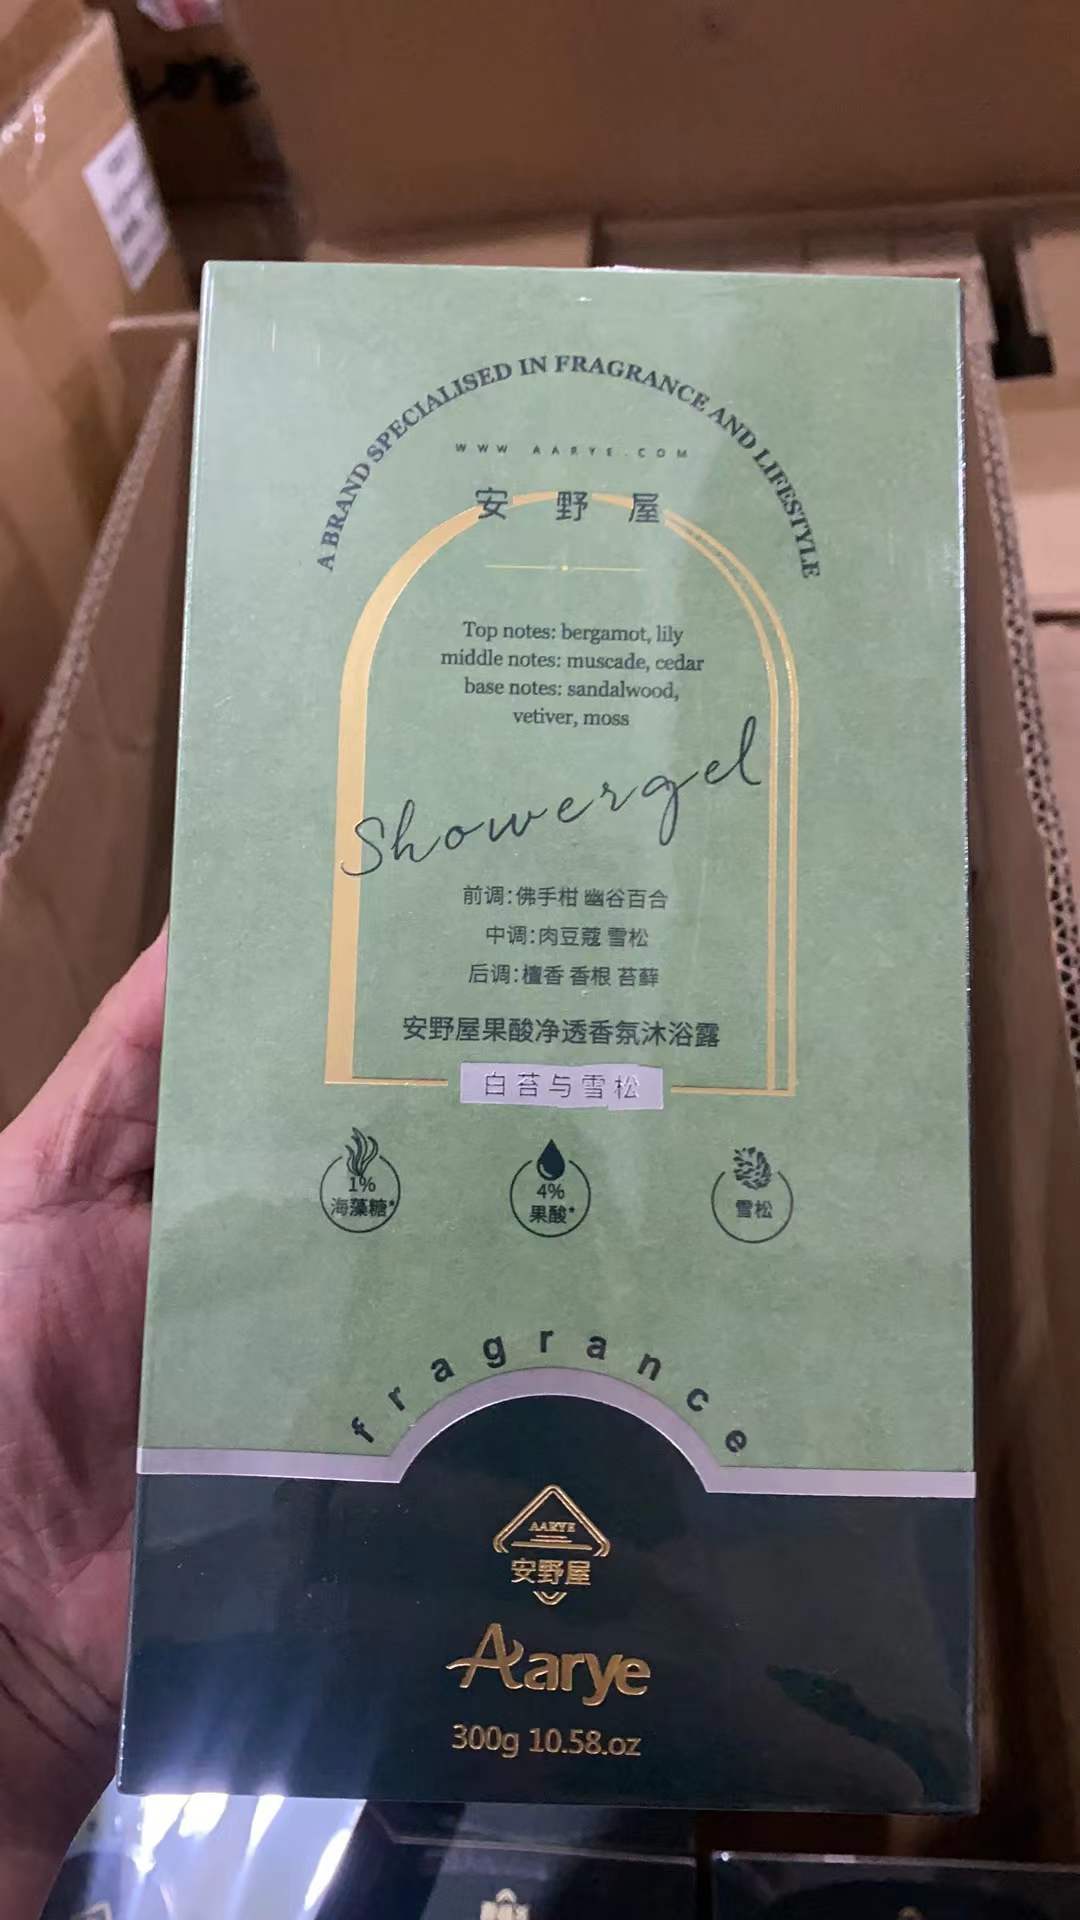 A BRAND SPECIALISED IN FRAGRANCE AND LIFESTYLE
WWW AARYE.COM
安野屋
Top notes: bergamot, lily
middle notes: muscade, cedar
base notes: sandalwood,
vetiver, moss
Showergel
前调:佛手柑 幽谷百合
中调:肉豆蔻 雪松
后调:檀香 香根 苔藓
安野屋果酸净透香氛沐浴露
白苔与雪松
1%
海藻糖*
4%
果酸*
雪松
fragrance
AARYE
安野屋
Aarye
300g 10.58.oz